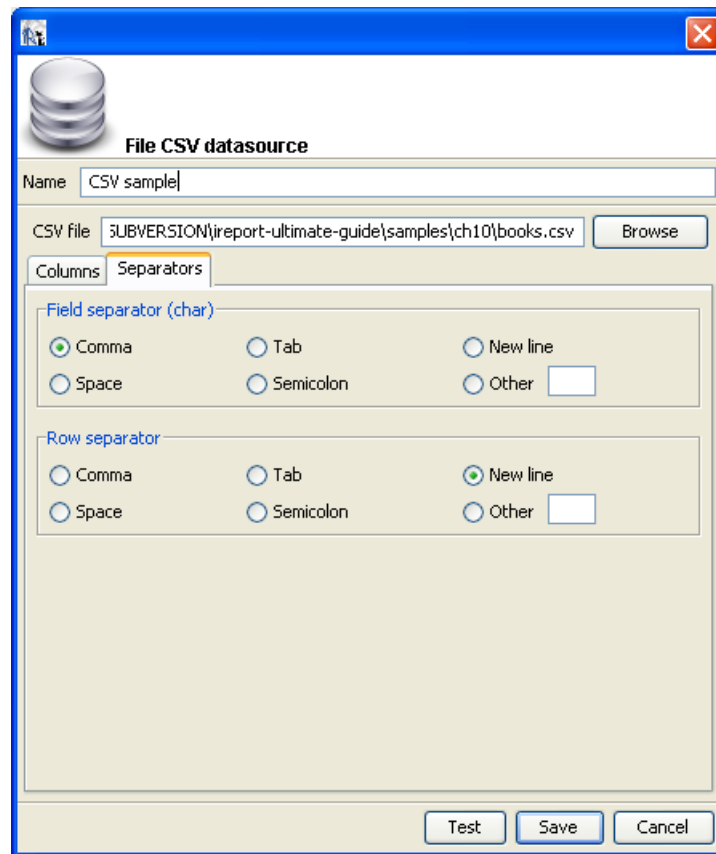 File CSV datasource
Name CSV sample
CSV file SUBVERSION\ireport-ultimate-guide\samples\ch10\books.csv Browse
Columns Separators
Field separator (char)
Comma Tab New line
Space Semicolon Other
Row separator
Comma Tab New line
Space Semicolon Other
Test Save Cancel